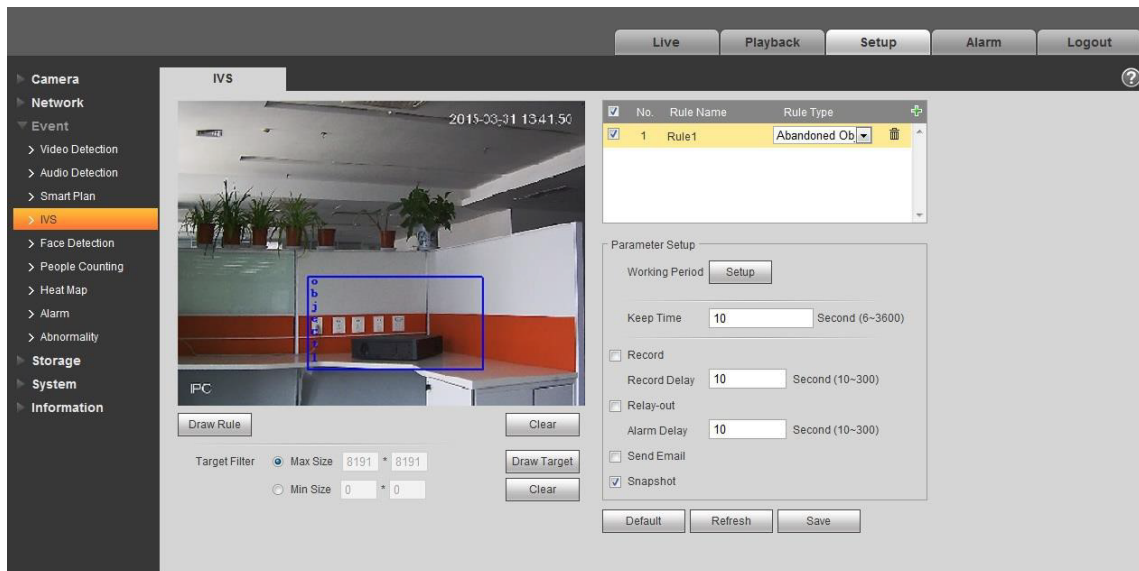 Live Playback Setup Alarm Logout
Camera
Network
Event
Video Detection
Audio Detection
Smart Plan
IVS
Face Detection
People Counting
Heat Map
Alarm
Abnormality
Storage
System
Information
IVS
2015-03-31 13:41:50
IPC
Draw Rule Clear
Target Filter Max Size 8191 * 8191 Draw Target
Min Size 0 * 0 Clear
No. Rule Name Rule Type
1 Rule1 Abandoned Ob
Parameter Setup
Working Period Setup
Keep Time 10 Second (6~3600)
Record
Record Delay 10 Second (10~300)
Relay-out
Alarm Delay 10 Second (10~300)
Send Email
Snapshot
Default Refresh Save